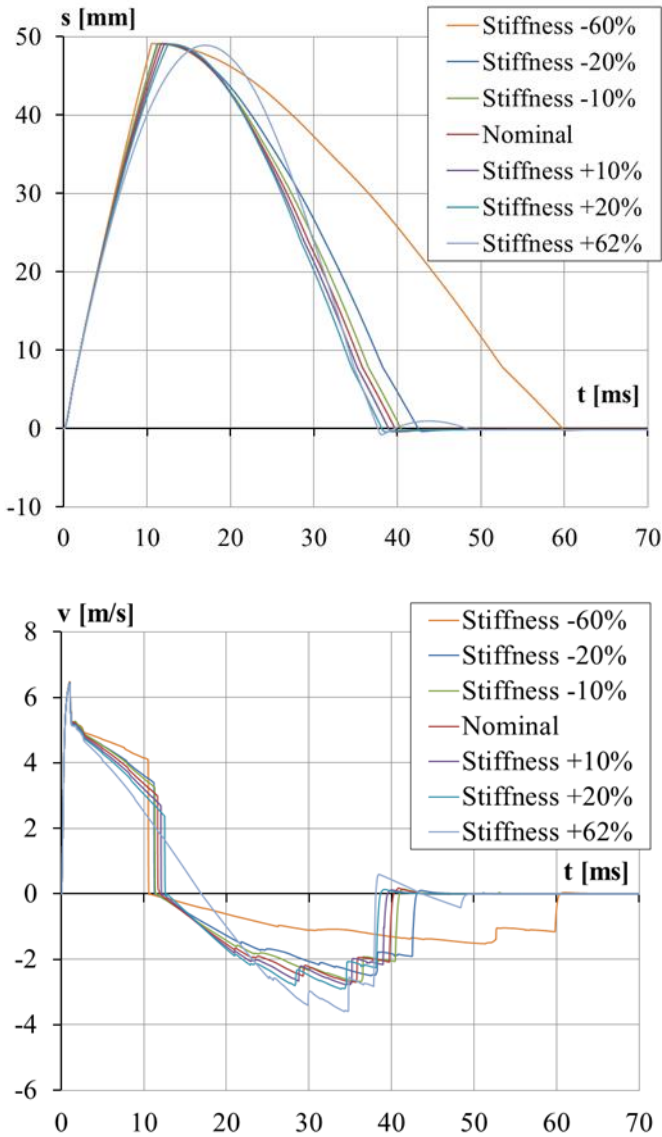 s [mm]
50
40
30
20
10
0
-10
0 10 20 30 40 50 60 70
t [ms]
Stiffness -60%
Stiffness -20%
Stiffness -10%
Nominal
Stiffness +10%
Stiffness +20%
Stiffness +62%
v [m/s]
8
6
4
2
0
-2
-4
-6
0 10 20 30 40 50 60 70
t [ms]
Stiffness -60%
Stiffness -20%
Stiffness -10%
Nominal
Stiffness +10%
Stiffness +20%
Stiffness +62%